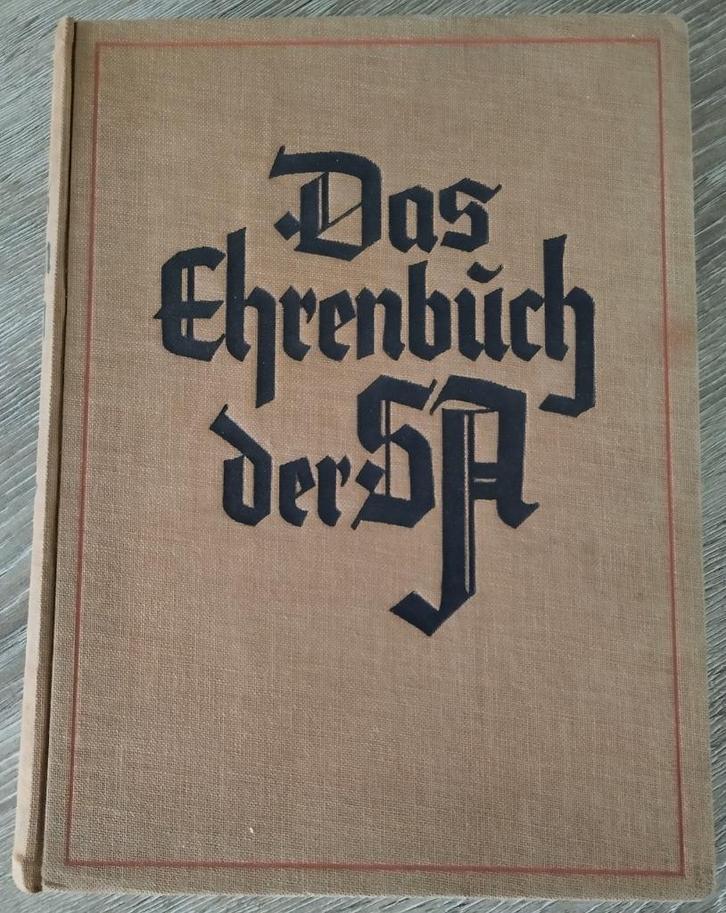 Das
Ehrenbuch
der SA